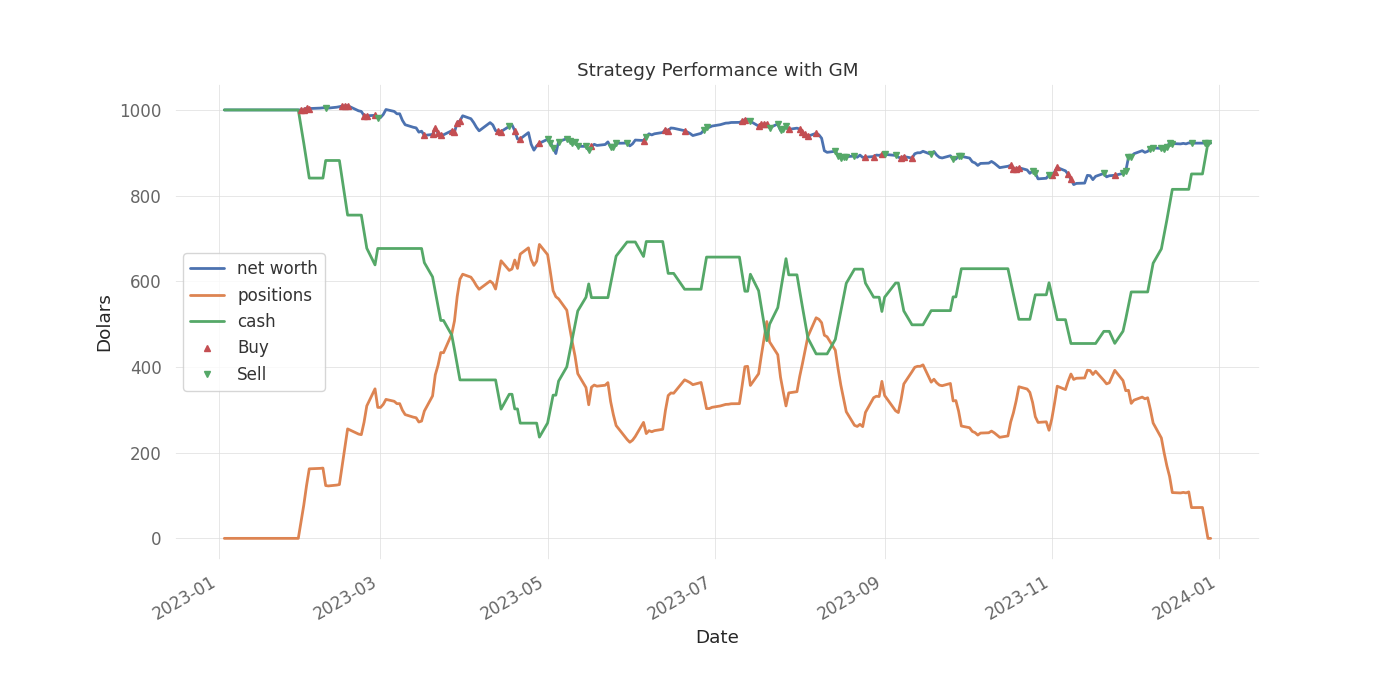 Strategy Performance with GM
1000
800
600
400
200
0
Dolars
net worth
positions
cash
Buy
Sell
2023-01
2023-03
2023-05
2023-07
2023-09
2023-11
2024-01
Date